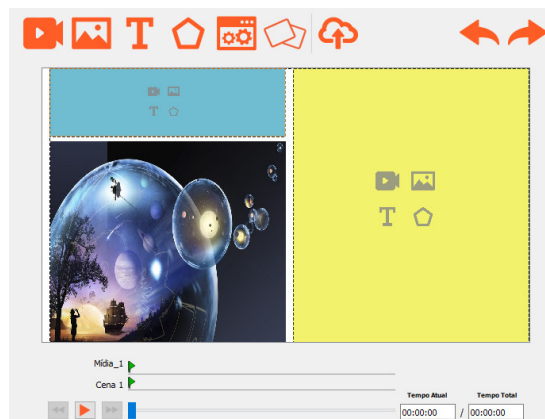 T
T
T
Mídia_1
Cena 1
Tempo Atual
Tempo Total
00:00:00 / 00:00:00